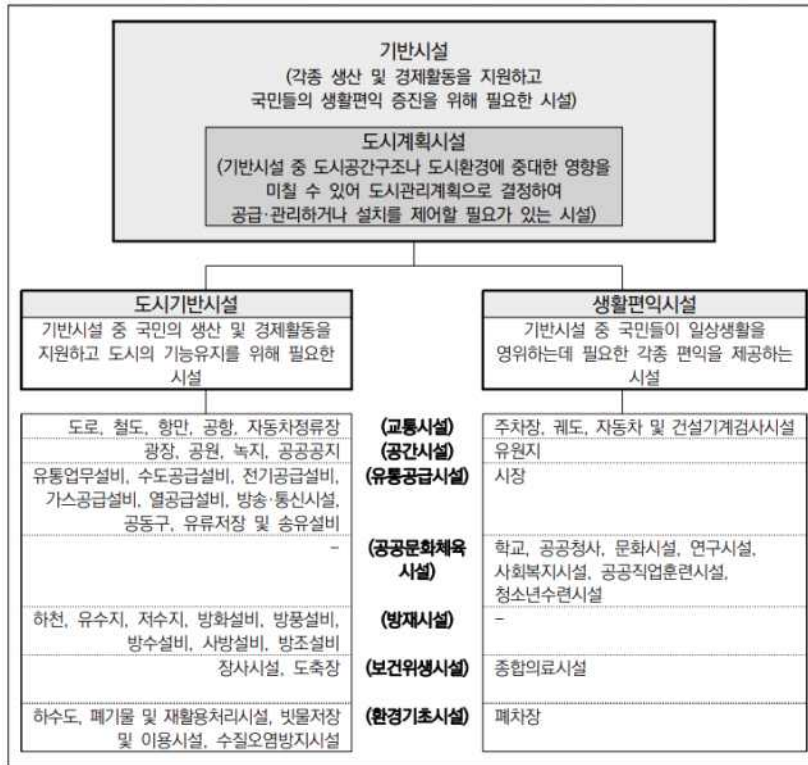 기반시설
(각종 생산 및 경제활동을 지원하고
국민들의 생활편익 증진을 위해 필요한 시설)
도시계획시설
(기반시설 중 도시공간구조나 도시환경에 중대한 영향을
미칠 수 있어 도시관리계획으로 결정하여
공급·관리하거나 설치를 제어할 필요가 있는 시설)
도시기반시설
기반시설 중 국민의 생산 및 경제활동을
지원하고 도시의 기능유지를 위해 필요한
시설
생활편익시설
기반시설 중 국민들이 일상생활을
영위하는데 필요한 각종 편익을 제공하는
시설
도로, 철도, 항만, 공항, 자동차정류장
(교통시설)
주차장, 궤도, 자동차 및 건설기계검사시설
광장, 공원, 녹지, 공공공지
(공간시설)
유원지
유통업무설비, 수도공급설비, 전기공급설비,
가스공급설비, 열공급설비, 방송·통신시설,
공동구, 유류저장 및 송유설비
(유통공급시설)
시장
-
(공공문화체육
시설)
학교, 공공청사, 문화시설, 연구시설,
사회복지시설, 공공직업훈련시설,
청소년수련시설
하천, 유수지, 저수지, 방화설비, 방풍설비,
방수설비, 사방설비, 방조설비
(방재시설)
-
장사시설, 도축장
(보건위생시설)
종합의료시설
하수도, 폐기물 및 재활용처리시설, 빗물저장
및 이용시설, 수질오염방지시설
(환경기초시설)
폐차장